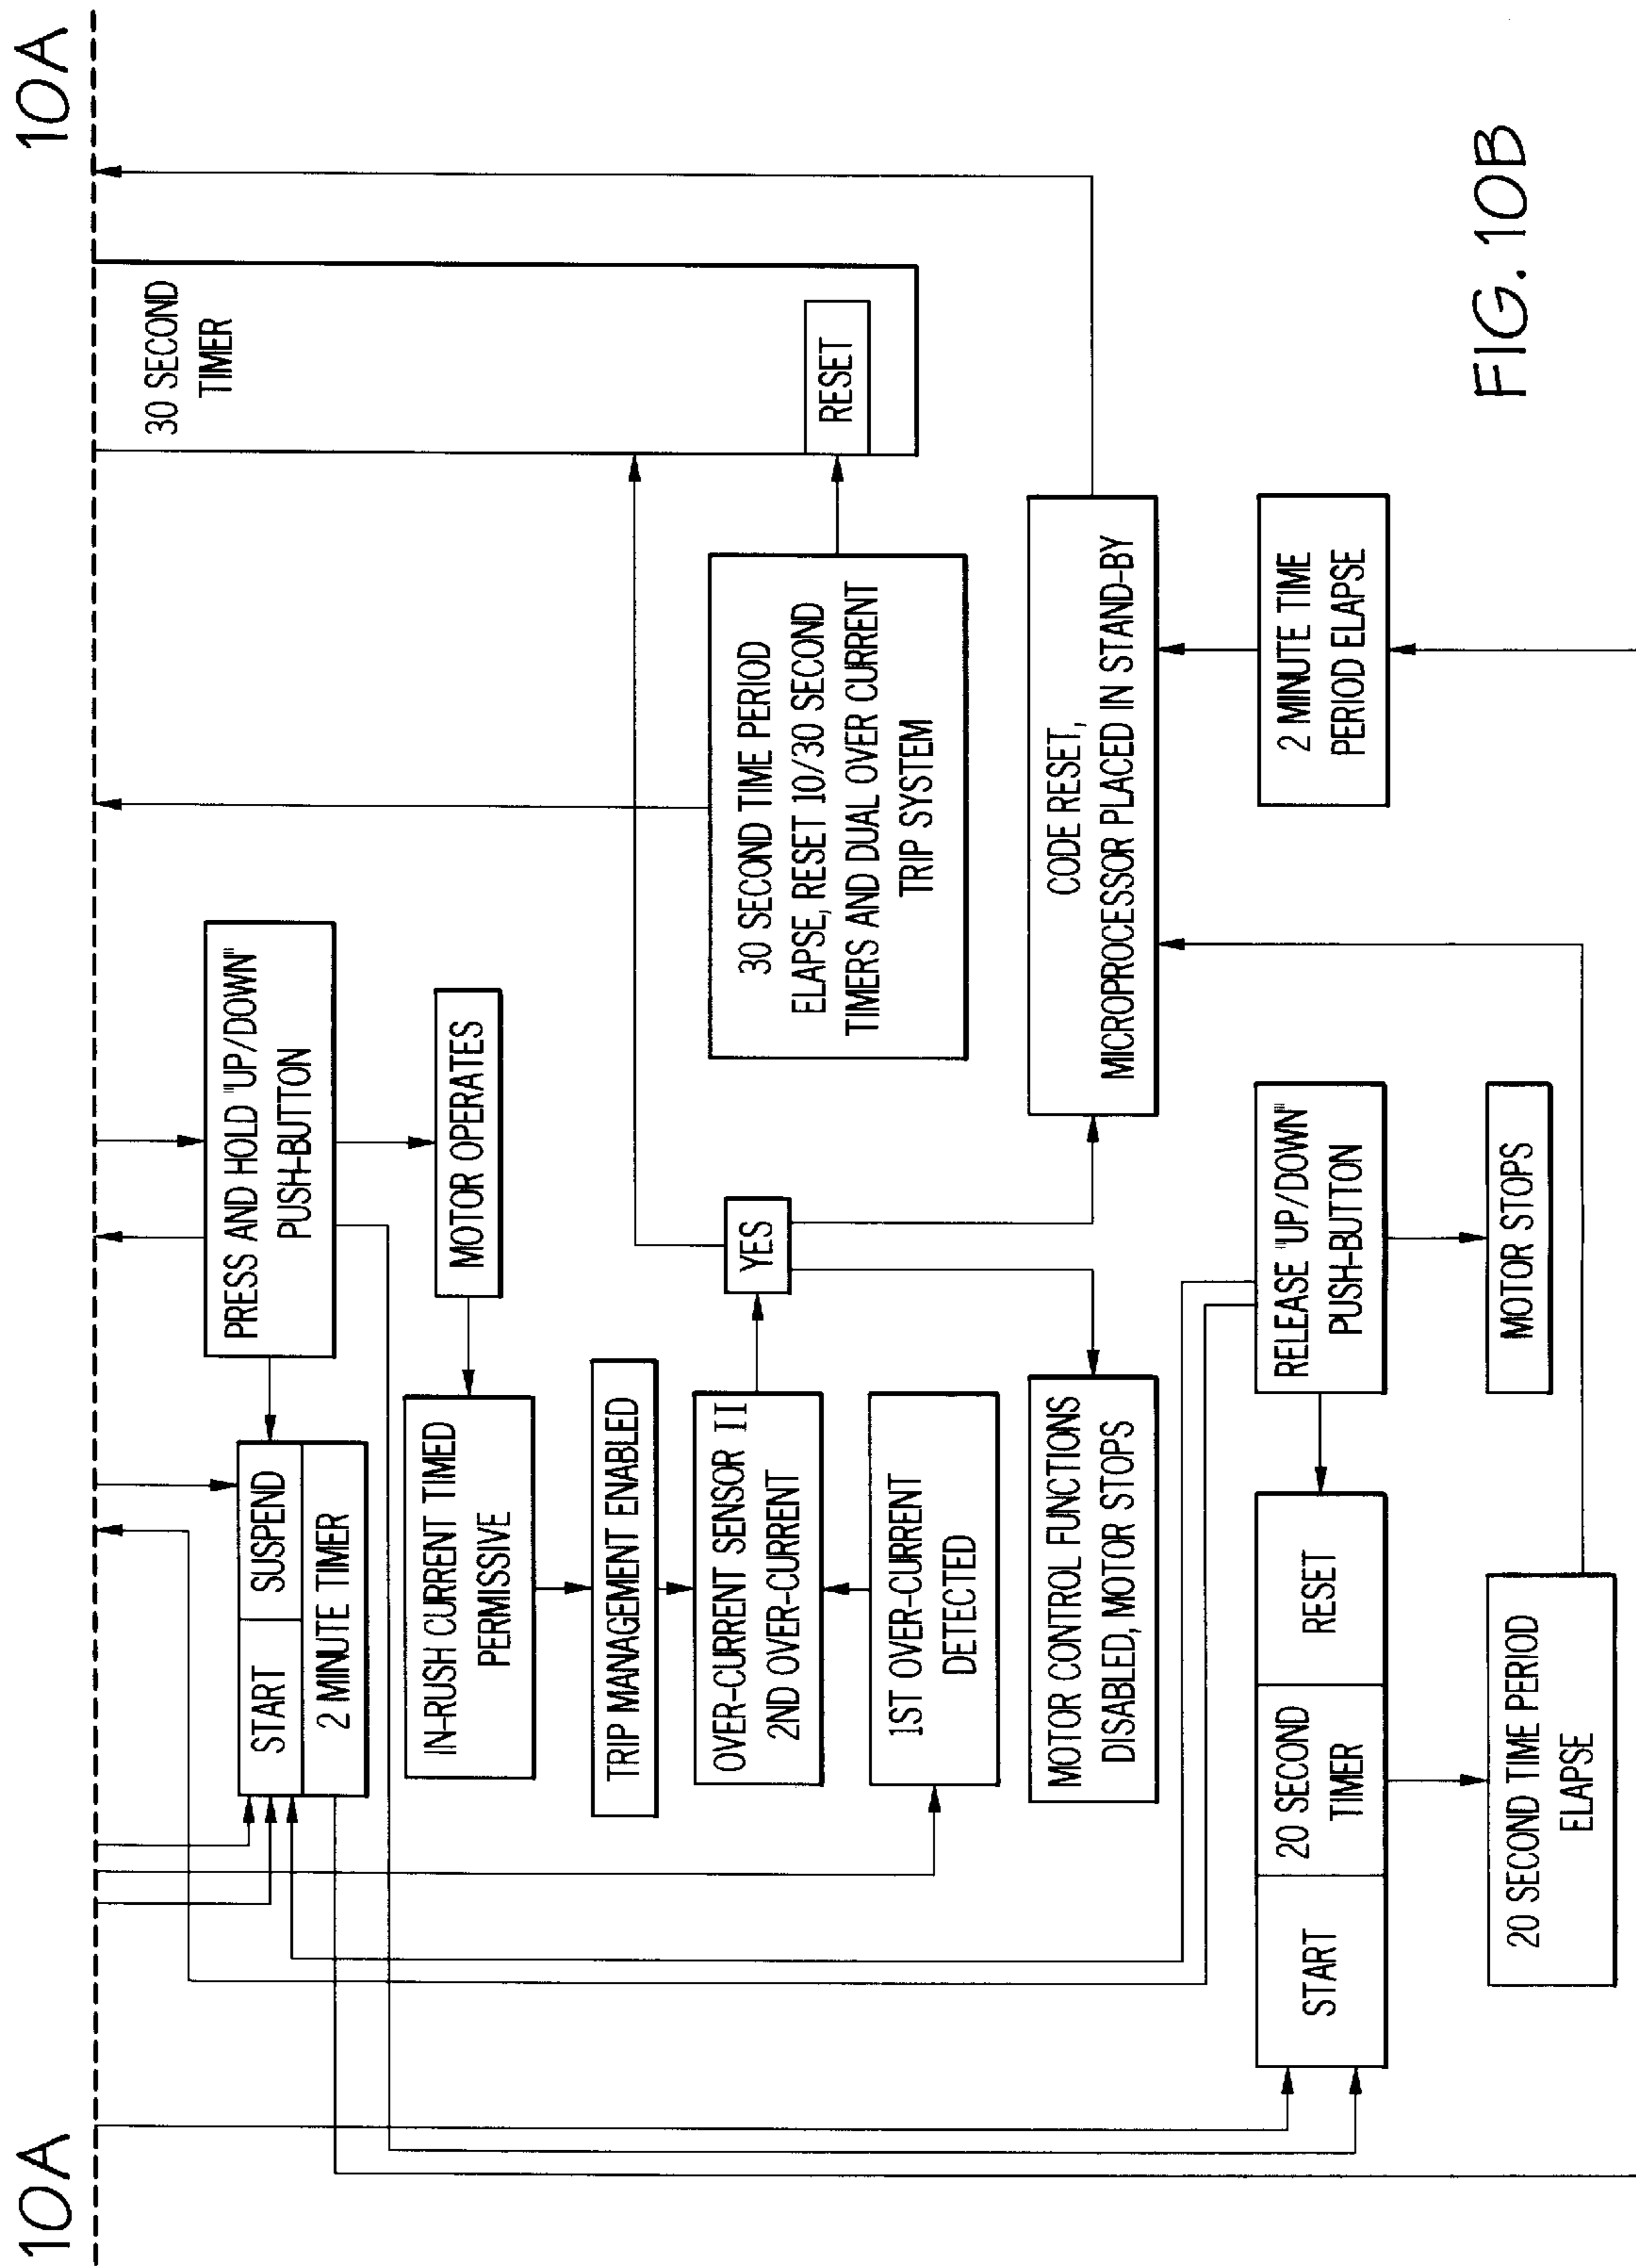 10A
10A
PRESS AND HOLD "UP/DOWN"
PUSH-BUTTON
30 SECOND
TIMER
START
SUSPEND
2 MINUTE TIMER
MOTOR OPERATES
IN-RUSH CURRENT TIMED
PERMISSIVE
TRIP MANAGEMENT ENABLED
OVER-CURRENT SENSOR II
2ND OVER-CURRENT
YES
30 SECOND TIME PERIOD
ELAPSE, RESET 10/30 SECOND
TIMERS AND DUAL OVER CURRENT
TRIP SYSTEM
RESET
1ST OVER-CURRENT
DETECTED
MOTOR CONTROL FUNCTIONS
DISABLED, MOTOR STOPS
CODE RESET,
MICROPROCESSOR PLACED IN STAND-BY
START
20 SECOND
TIMER
RESET
RELEASE "UP/DOWN"
PUSH-BUTTON
2 MINUTE TIME
PERIOD ELAPSE
20 SECOND TIME PERIOD
ELAPSE
MOTOR STOPS
FIG. 10B